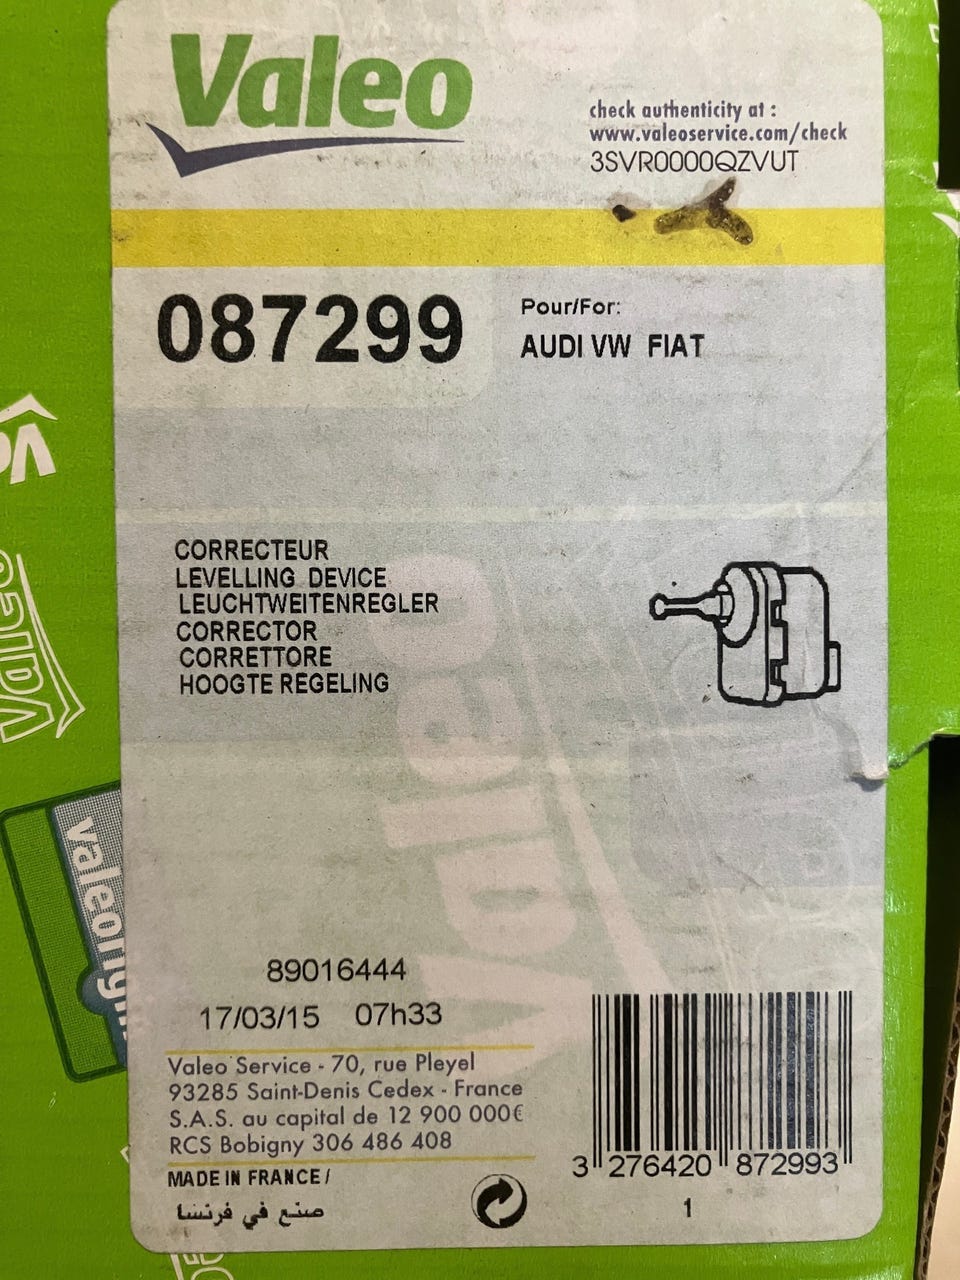 Valeo
check authenticity at :
www.valeoservice.com/check
3SVR0000QZVUT
087299
Pour/For:
AUDI VW FIAT
CORRECTEUR
LEVELLING DEVICE
LEUCHTWEITENREGLER
CORRECTOR
CORRETTORE
HOOGTE REGELING
Valeo
Valeo
89016444
17/03/15 07h33
Valeo Service - 70, rue Pleyel
93285 Saint-Denis Cedex - France
S.A.S. au capital de 12 900 000€
RCS Bobigny 306 486 408
MADE IN FRANCE /
صنع في فرنسا
3 276420 872993
1